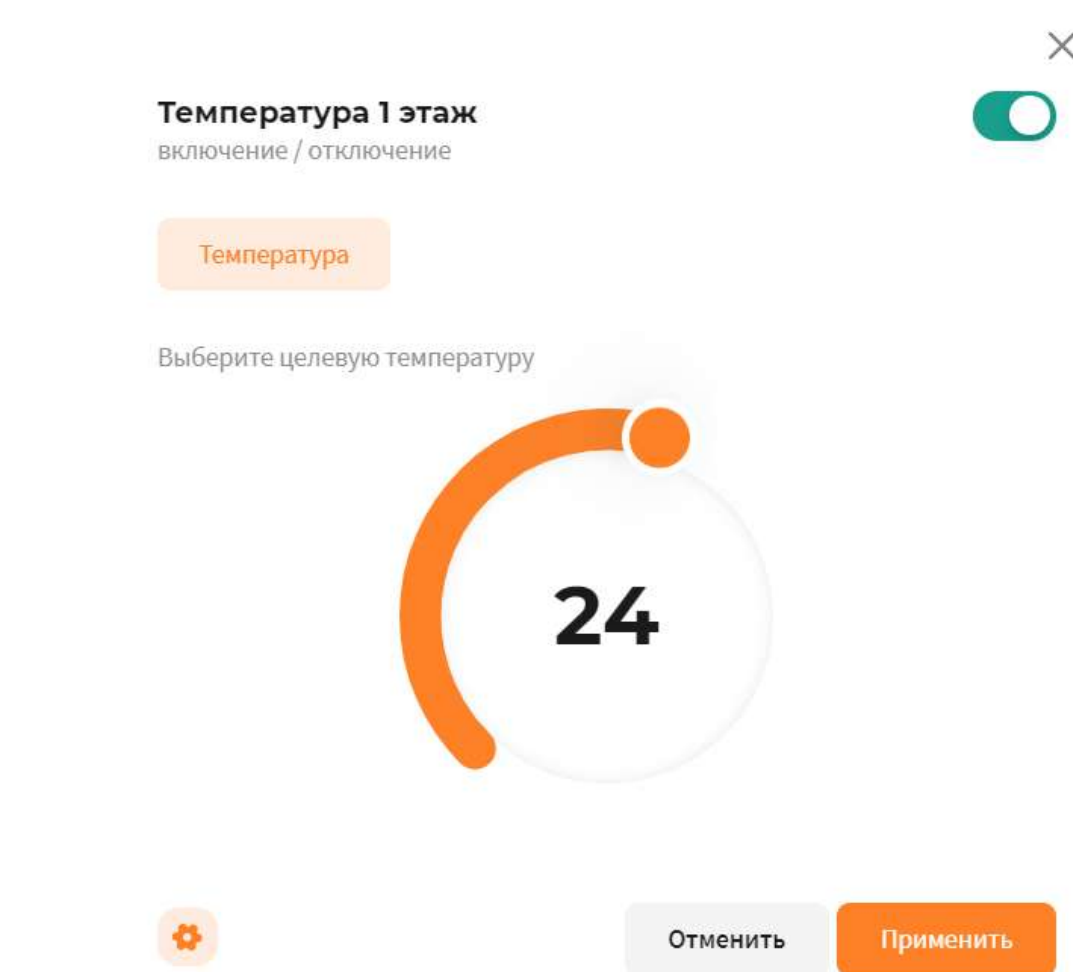 Температура 1 этаж
включение / отключение
Температура
Выберите целевую температуру
24
Отменить
Применить